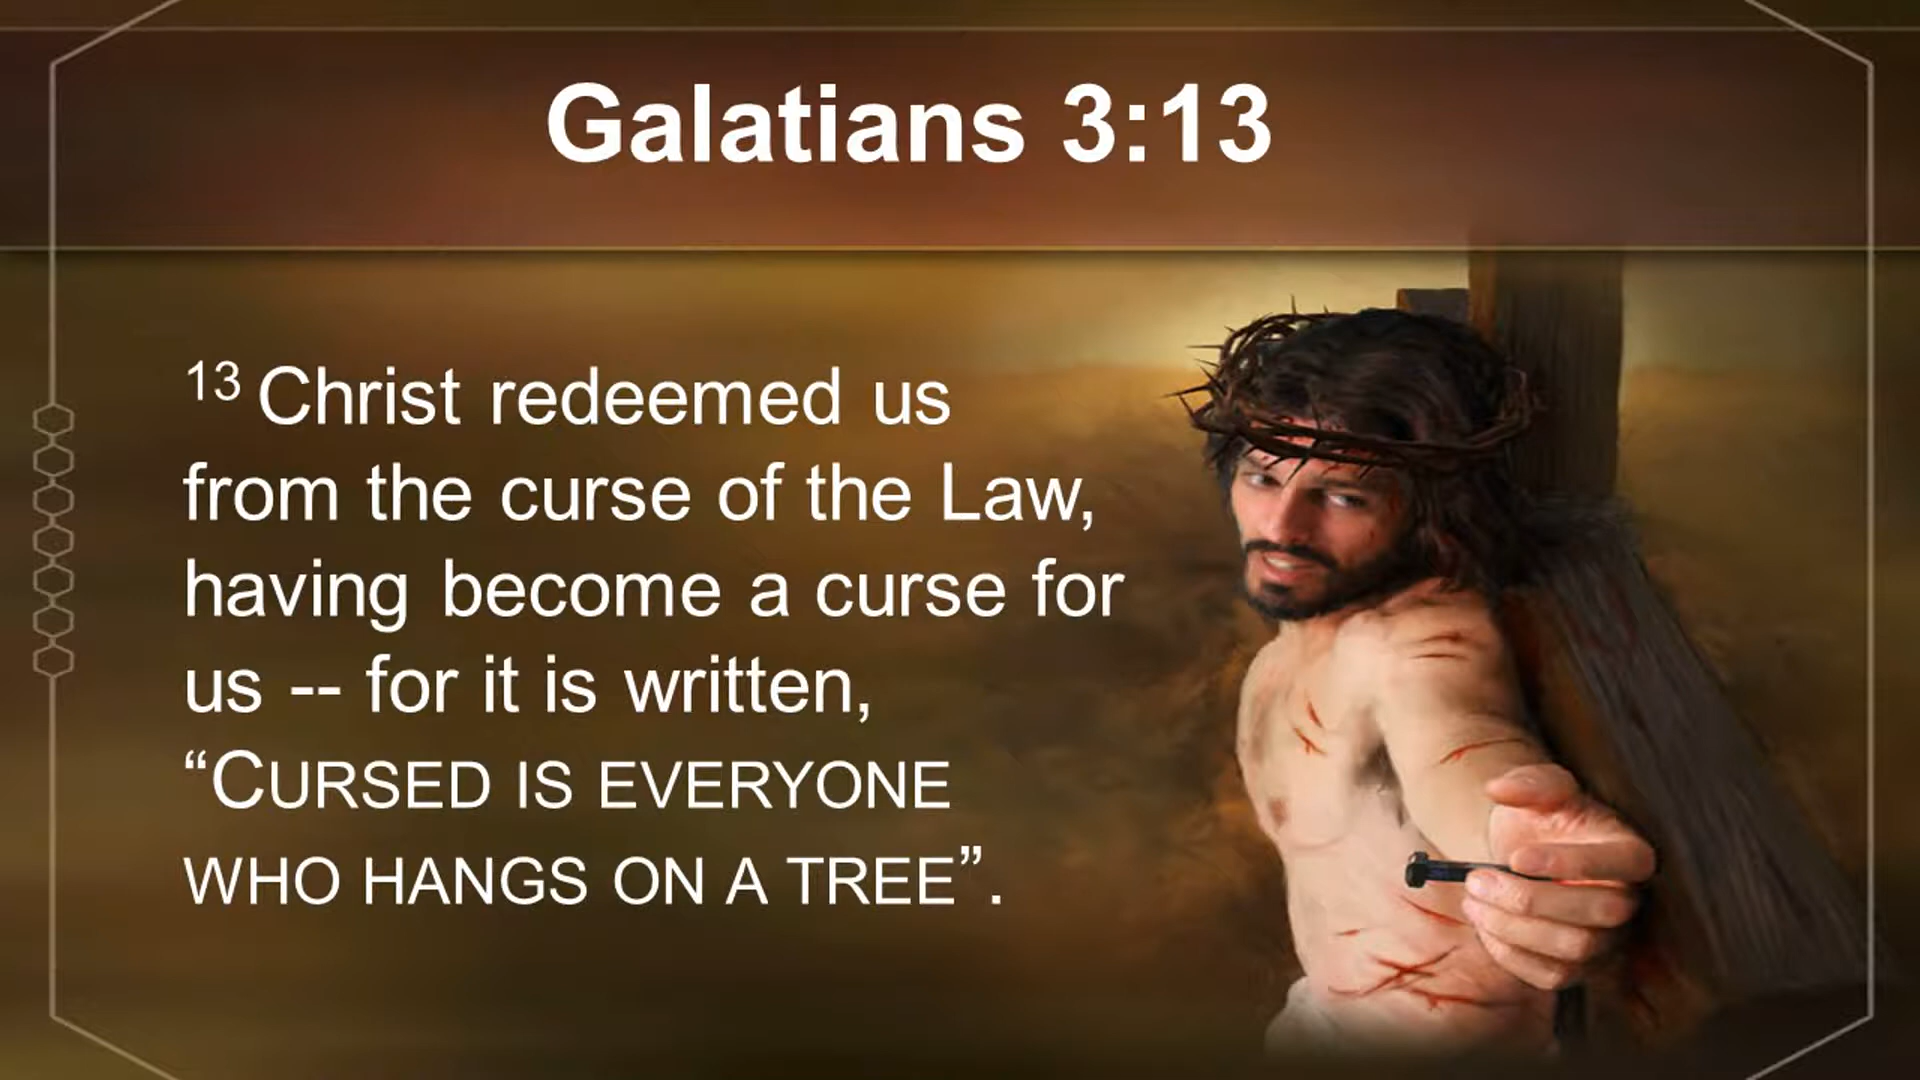 Galatians 3:13
13 Christ redeemed us
from the curse of the Law,
having become a curse for
us -- for it is written,
“CURSED IS EVERYONE
WHO HANGS ON A TREE”.